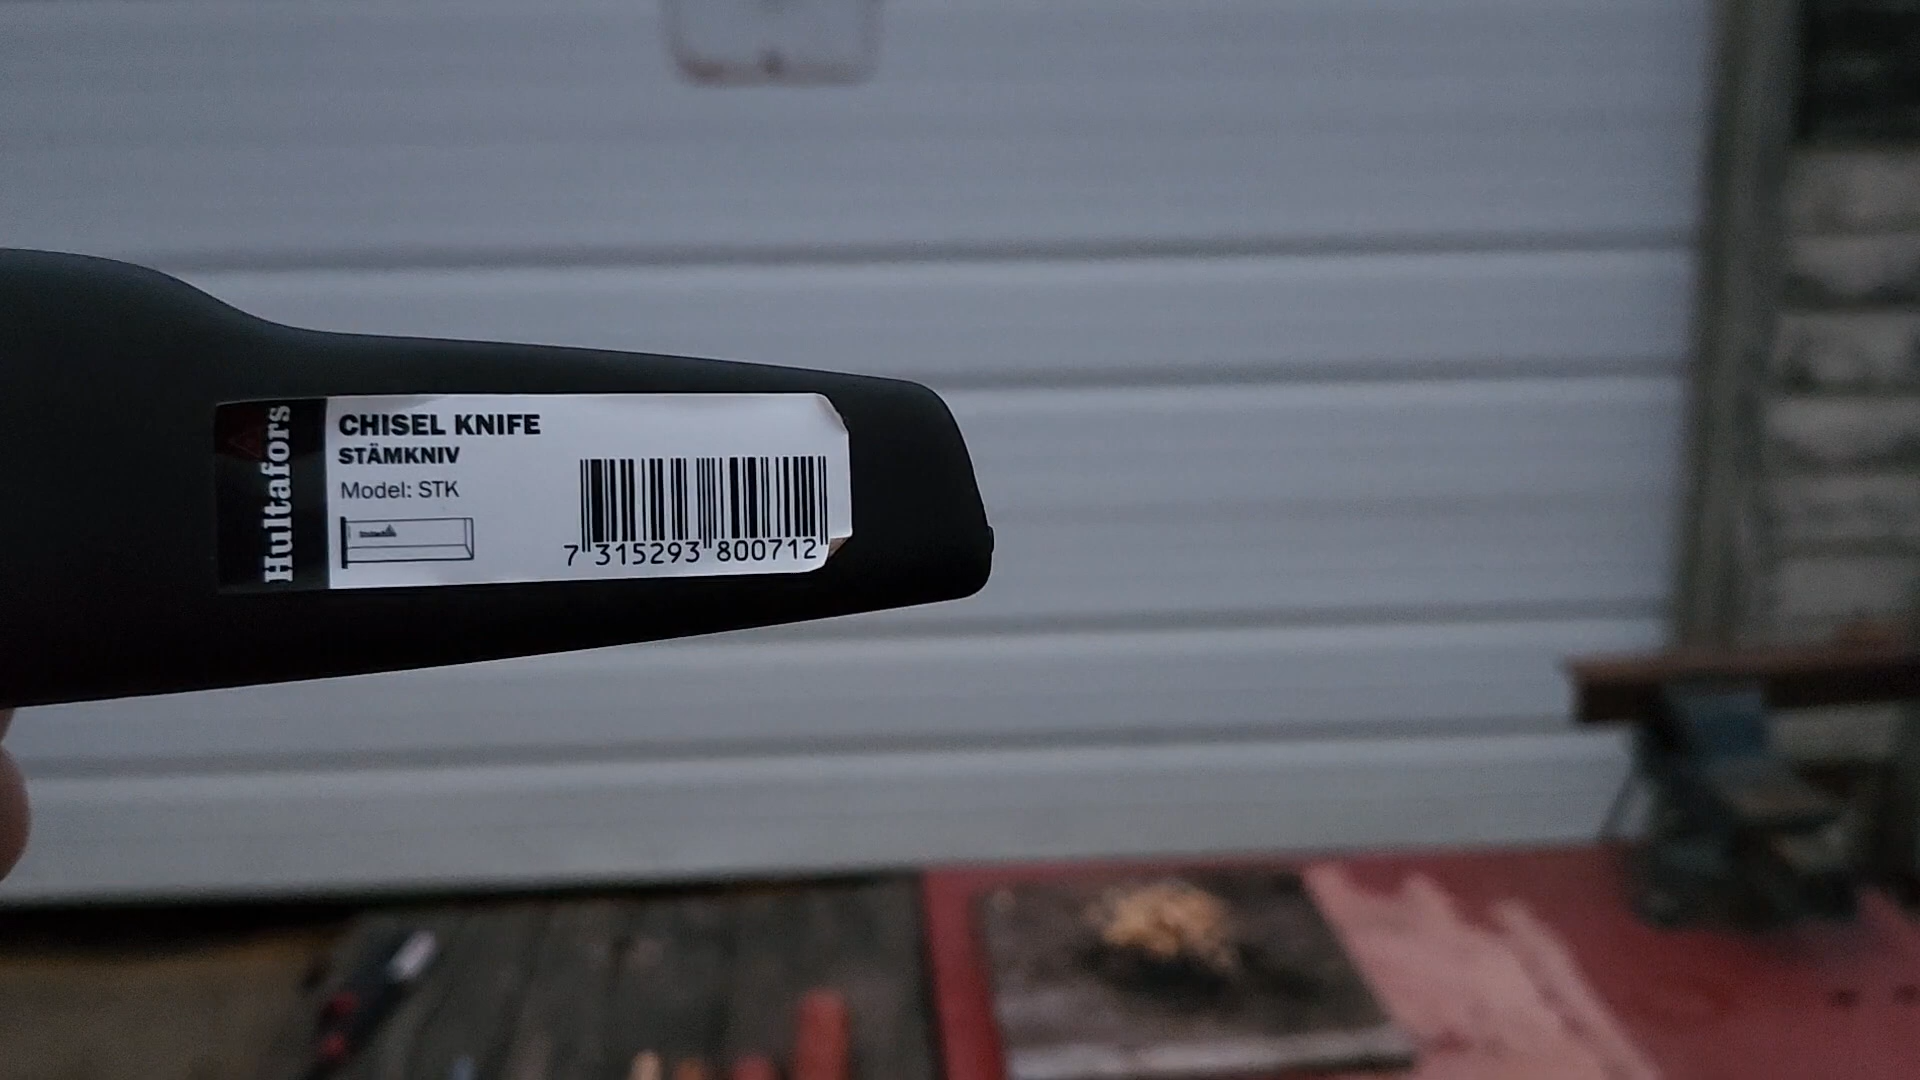 Hultafors
CHISEL KNIFE
STÄMKNIV
Model: STK
7 315293 800712